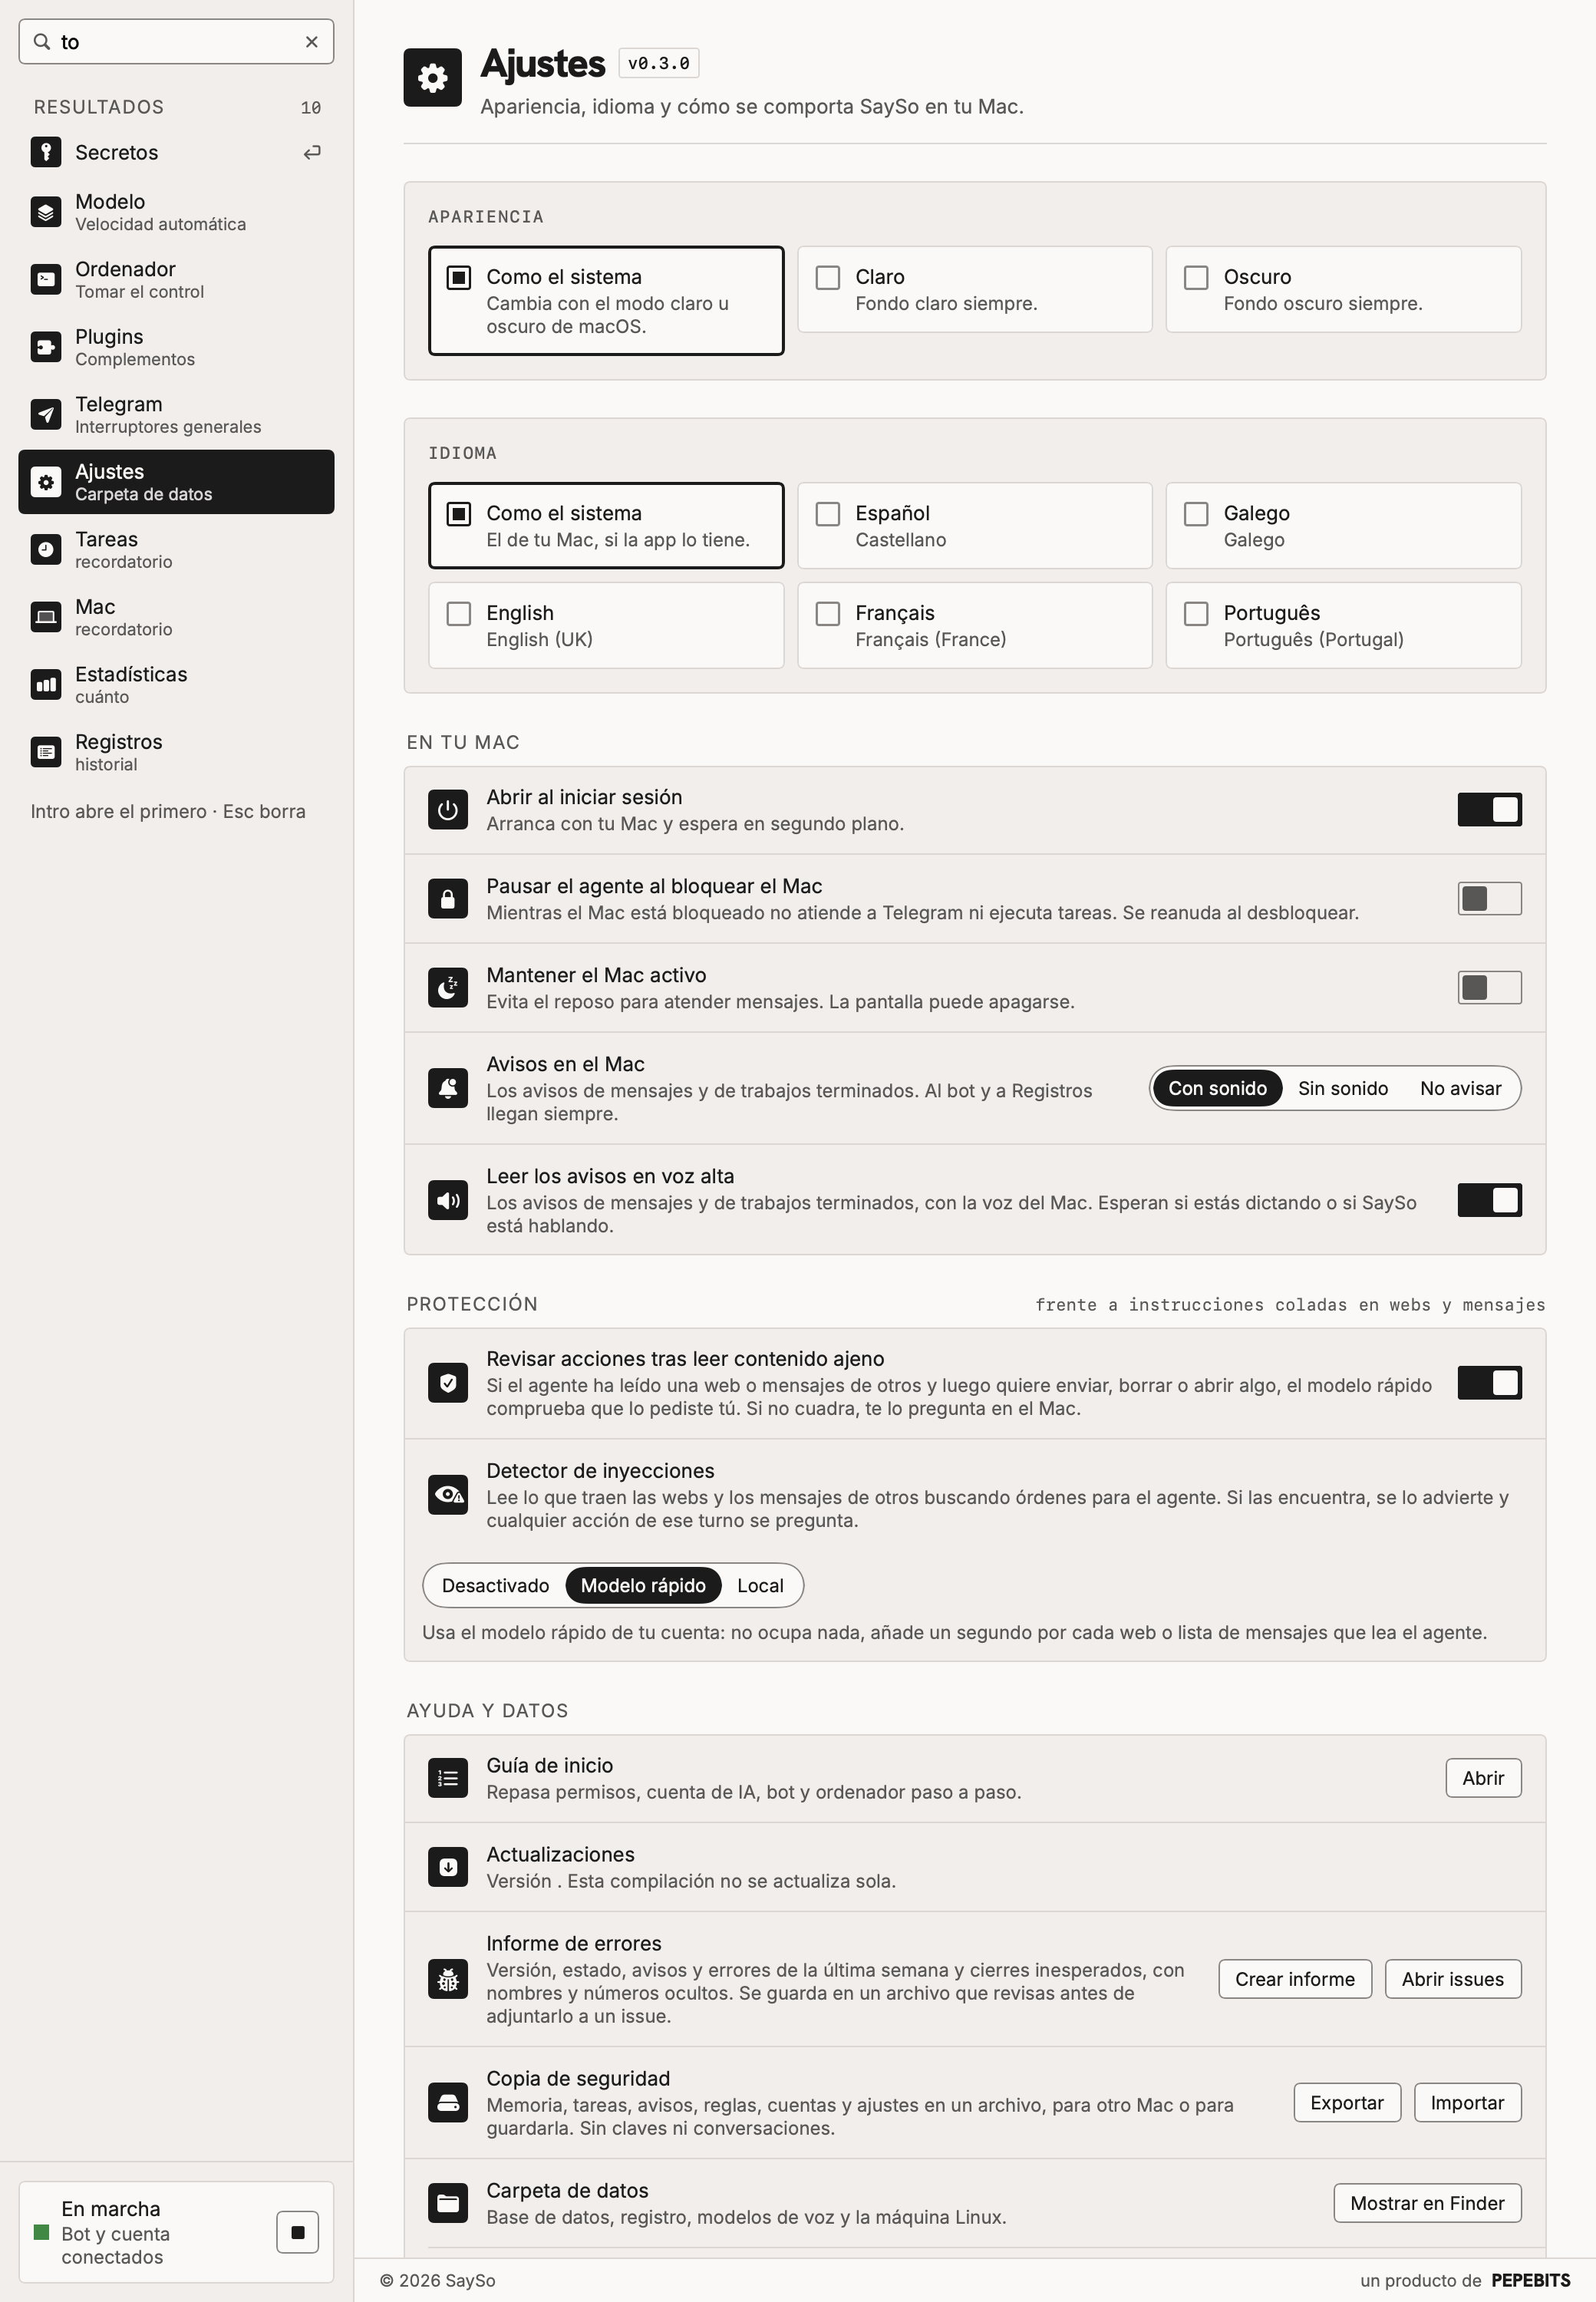 to
RESULTADOS 10
Secretos
Modelo
Velocidad automática
Ordenador
Tomar el control
Plugins
Complementos
Telegram
Interruptores generales
Ajustes
Carpeta de datos
Tareas
recordatorio
Mac
recordatorio
Estadísticas
cuánto
Registros
historial
Intro abre el primero · Esc borra
En marcha
Bot y cuenta
conectados
Ajustes v0.3.0
Apariencia, idioma y cómo se comporta SaySo en tu Mac.
APARIENCIA
Como el sistema
Cambia con el modo claro u
oscuro de macOS.
Claro
Fondo claro siempre.
Oscuro
Fondo oscuro siempre.
IDIOMA
Como el sistema
El de tu Mac, si la app lo tiene.
Español
Castellano
Galego
Galego
English
English (UK)
Français
Français (France)
Português
Português (Portugal)
EN TU MAC
Abrir al iniciar sesión
Arranca con tu Mac y espera en segundo plano.
Pausar el agente al bloquear el Mac
Mientras el Mac está bloqueado no atiende a Telegram ni ejecuta tareas. Se reanuda al desbloquear.
Mantener el Mac activo
Evita el reposo para atender mensajes. La pantalla puede apagarse.
Avisos en el Mac
Los avisos de mensajes y de trabajos terminados. Al bot y a Registros
llegan siempre.
Con sonido Sin sonido No avisar
Leer los avisos en voz alta
Los avisos de mensajes y de trabajos terminados, con la voz del Mac. Esperan si estás dictando o si SaySo
está hablando.
PROTECCIÓN frente a instrucciones coladas en webs y mensajes
Revisar acciones tras leer contenido ajeno
Si el agente ha leído una web o mensajes de otros y luego quiere enviar, borrar o abrir algo, el modelo rápido
comprueba que lo pediste tú. Si no cuadra, te lo pregunta en el Mac.
Detector de inyecciones
Lee lo que traen las webs y los mensajes de otros buscando órdenes para el agente. Si las encuentra, se lo advierte y
cualquier acción de ese turno se pregunta.
Desactivado Modelo rápido Local
Usa el modelo rápido de tu cuenta: no ocupa nada, añade un segundo por cada web o lista de mensajes que lea el agente.
AYUDA Y DATOS
Guía de inicio
Repasa permisos, cuenta de IA, bot y ordenador paso a paso.
Abrir
Actualizaciones
Versión . Esta compilación no se actualiza sola.
Informe de errores
Versión, estado, avisos y errores de la última semana y cierres inesperados, con
nombres y números ocultos. Se guarda en un archivo que revisas antes de
adjuntarlo a un issue.
Crear informe Abrir issues
Copia de seguridad
Memoria, tareas, avisos, reglas, cuentas y ajustes en un archivo, para otro Mac o para
guardarla. Sin claves ni conversaciones.
Exportar Importar
Carpeta de datos
Base de datos, registro, modelos de voz y la máquina Linux.
Mostrar en Finder
© 2026 SaySo un producto de PEPEBITS